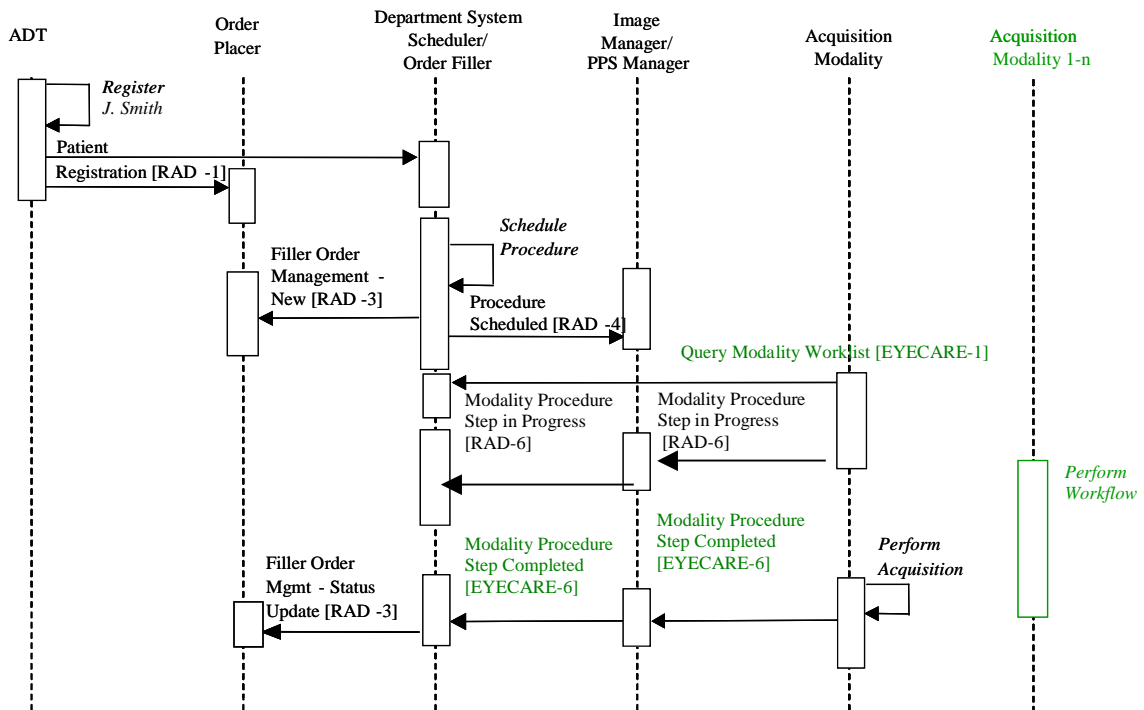 ADT
Order
Placer
Department System
Scheduler/
Order Filler
Image
Manager/
PPS Manager
Acquisition
Modality
Acquisition
Modality 1-n
Register
J. Smith
Patient
Registration [RAD -1]
Schedule
Procedure
Filler Order
Management -
New [RAD -3]
Procedure
Scheduled [RAD -4]
Query Modality Worklist [EYECARE-1]
Modality Procedure
Step in Progress
[RAD-6]
Modality Procedure
Step in Progress
[RAD-6]
Perform
Workflow
Modality Procedure
Step Completed
[EYECARE-6]
Modality Procedure
Step Completed
[EYECARE-6]
Perform
Acquisition
Filler Order
Mgmt - Status
Update [RAD -3]